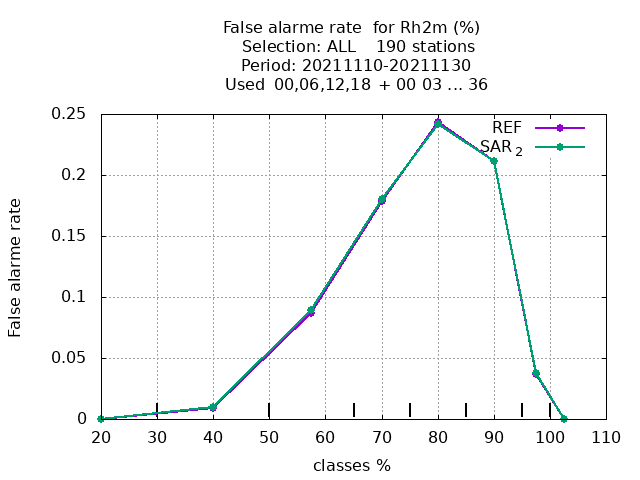 False alarme rate for Rh2m (%)
Selection: ALL 190 stations
Period: 20211110-20211130
Used 00,06,12,18 + 00 03 ... 36
0.25
0.2
0.15
0.1
0.05
0
False alarme rate
REF
SAR 2
20 30 40 50 60 70 80 90 100 110
classes %